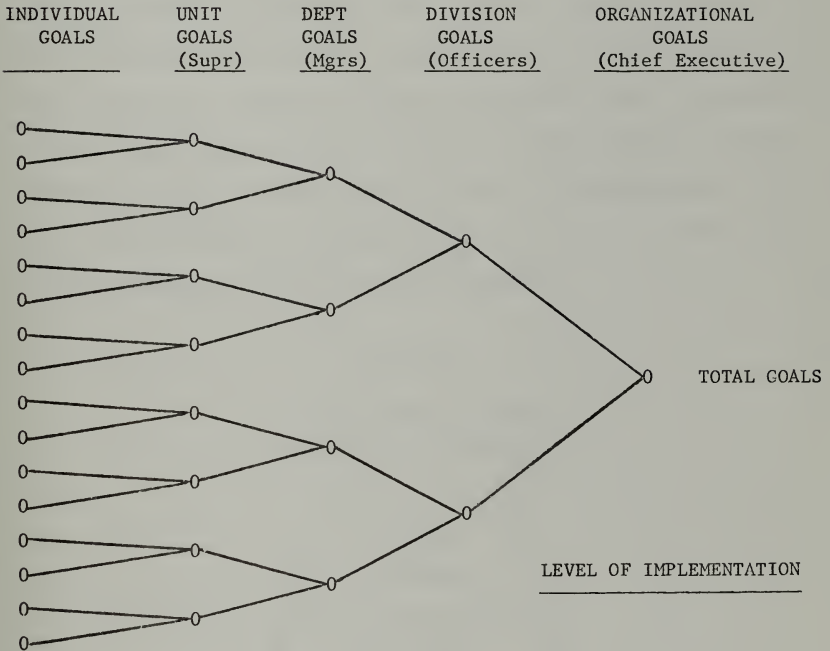 INDIVIDUAL GOALS
UNIT GOALS (Supr)
DEPT GOALS (Mgrs)
DIVISION GOALS (Officers)
ORGANIZATIONAL GOALS (Chief Executive)
TOTAL GOALS
LEVEL OF IMPLEMENTATION